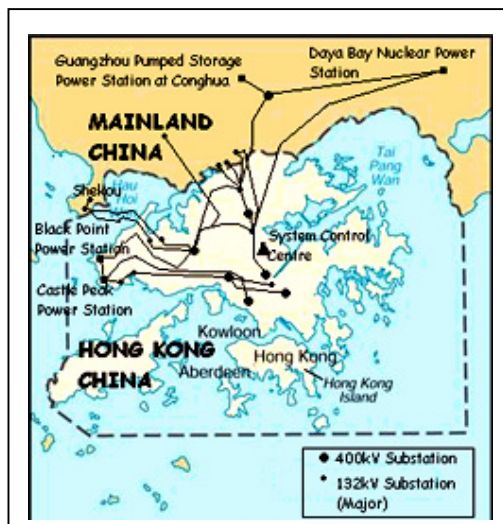 Guangzhou Pumped Storage
Power Station at Conghua
Daya Bay Nuclear Power
Station
MAINLAND
CHINA
Tai
Pang
Wan
Shekou
Hau
Hoi
Black Point
Power Station
System Control
Centre
Castle Peak
Power Station
Kowloon
HONG KONG
CHINA
Hong Kong
Aberdeen
Hong Kong
Island
400kV Substation
132kV Substation
(Major)